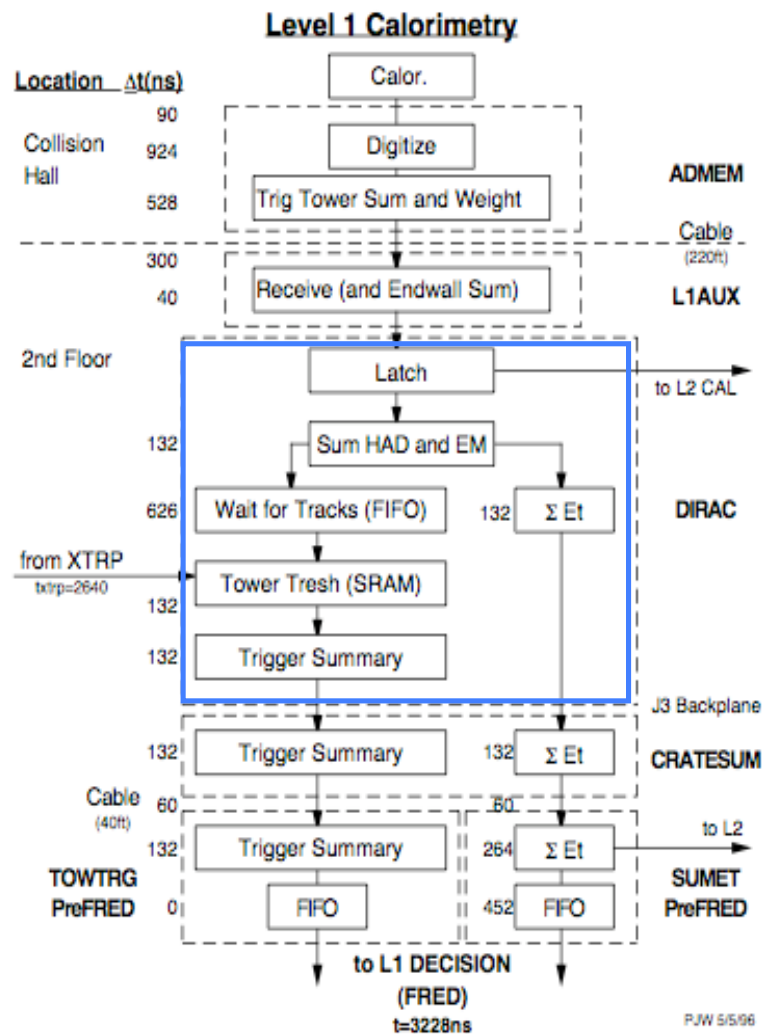 Level 1 Calorimetry
Location Δt(ns)
Calor.
90
Collision
Hall
924
Digitize
528
Trig Tower Sum and Weight
ADMEM
Cable
(220ft)
300
40
Receive (and Endwall Sum)
L1AUX
2nd Floor
Latch
to L2 CAL
132
Sum HAD and EM
626
Wait for Tracks (FIFO)
132
Σ Et
DIRAC
from XTRP
txtrp=2640
Tower Tresh (SRAM)
132
132
Trigger Summary
J3 Backplane
132
Trigger Summary
132
Σ Et
CRATESUM
Cable
(40ft)
60
60
132
Trigger Summary
264
Σ Et
to L2
TOWTRG
PreFRED
0
FIFO
452
FIFO
SUMET
PreFRED
to L1 DECISION
(FRED)
t=3228ns
PJW 5/5/96